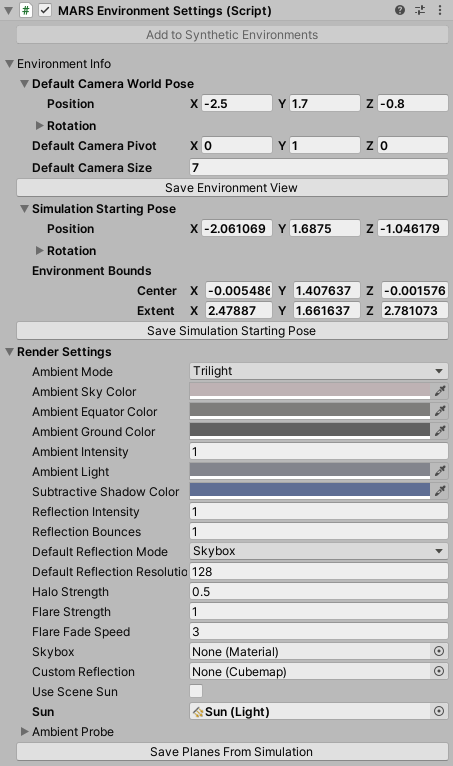 MARS Environment Settings (Script)
Add to Synthetic Environments
Environment Info
Default Camera World Pose
Position X -2.5 Y 1.7 Z -0.8
Rotation
Default Camera Pivot X 0 Y 1 Z 0
Default Camera Size 7
Save Environment View
Simulation Starting Pose
Position X -2.061069 Y 1.6875 Z -1.046179
Rotation
Environment Bounds
Center X -0.005486 Y 1.407637 Z -0.001576
Extent X 2.47887 Y 1.661637 Z 2.781073
Save Simulation Starting Pose
Render Settings
Ambient Mode Trilight
Ambient Sky Color
Ambient Equator Color
Ambient Ground Color
Ambient Intensity 1
Ambient Light
Subtractive Shadow Color
Reflection Intensity 1
Reflection Bounces 1
Default Reflection Mode Skybox
Default Reflection Resolutio 128
Halo Strength 0.5
Flare Strength 1
Flare Fade Speed 3
Skybox None (Material)
Custom Reflection None (Cubemap)
Use Scene Sun
Sun Sun (Light)
Ambient Probe
Save Planes From Simulation